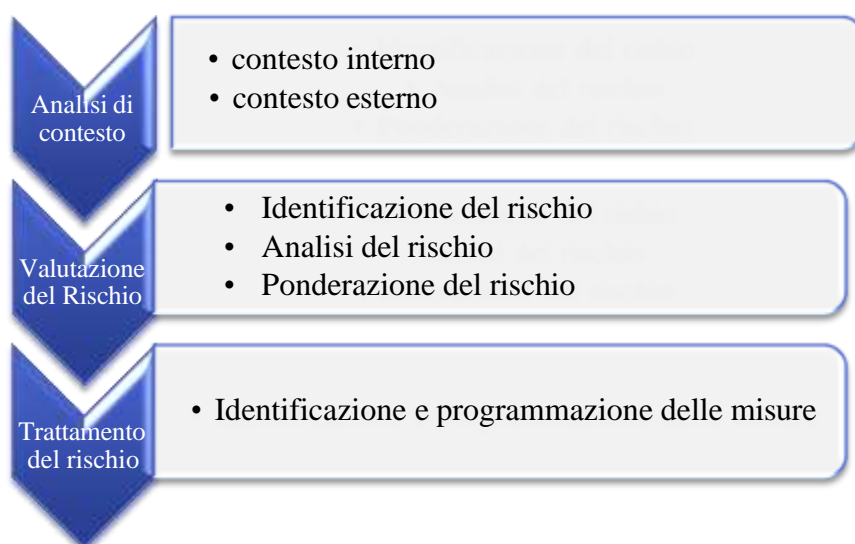 Analisi di
contesto
• contesto interno
• contesto esterno
Valutazione
del Rischio
• Identificazione del rischio
• Analisi del rischio
• Ponderazione del rischio
Trattamento
del rischio
• Identificazione e programmazione delle misure